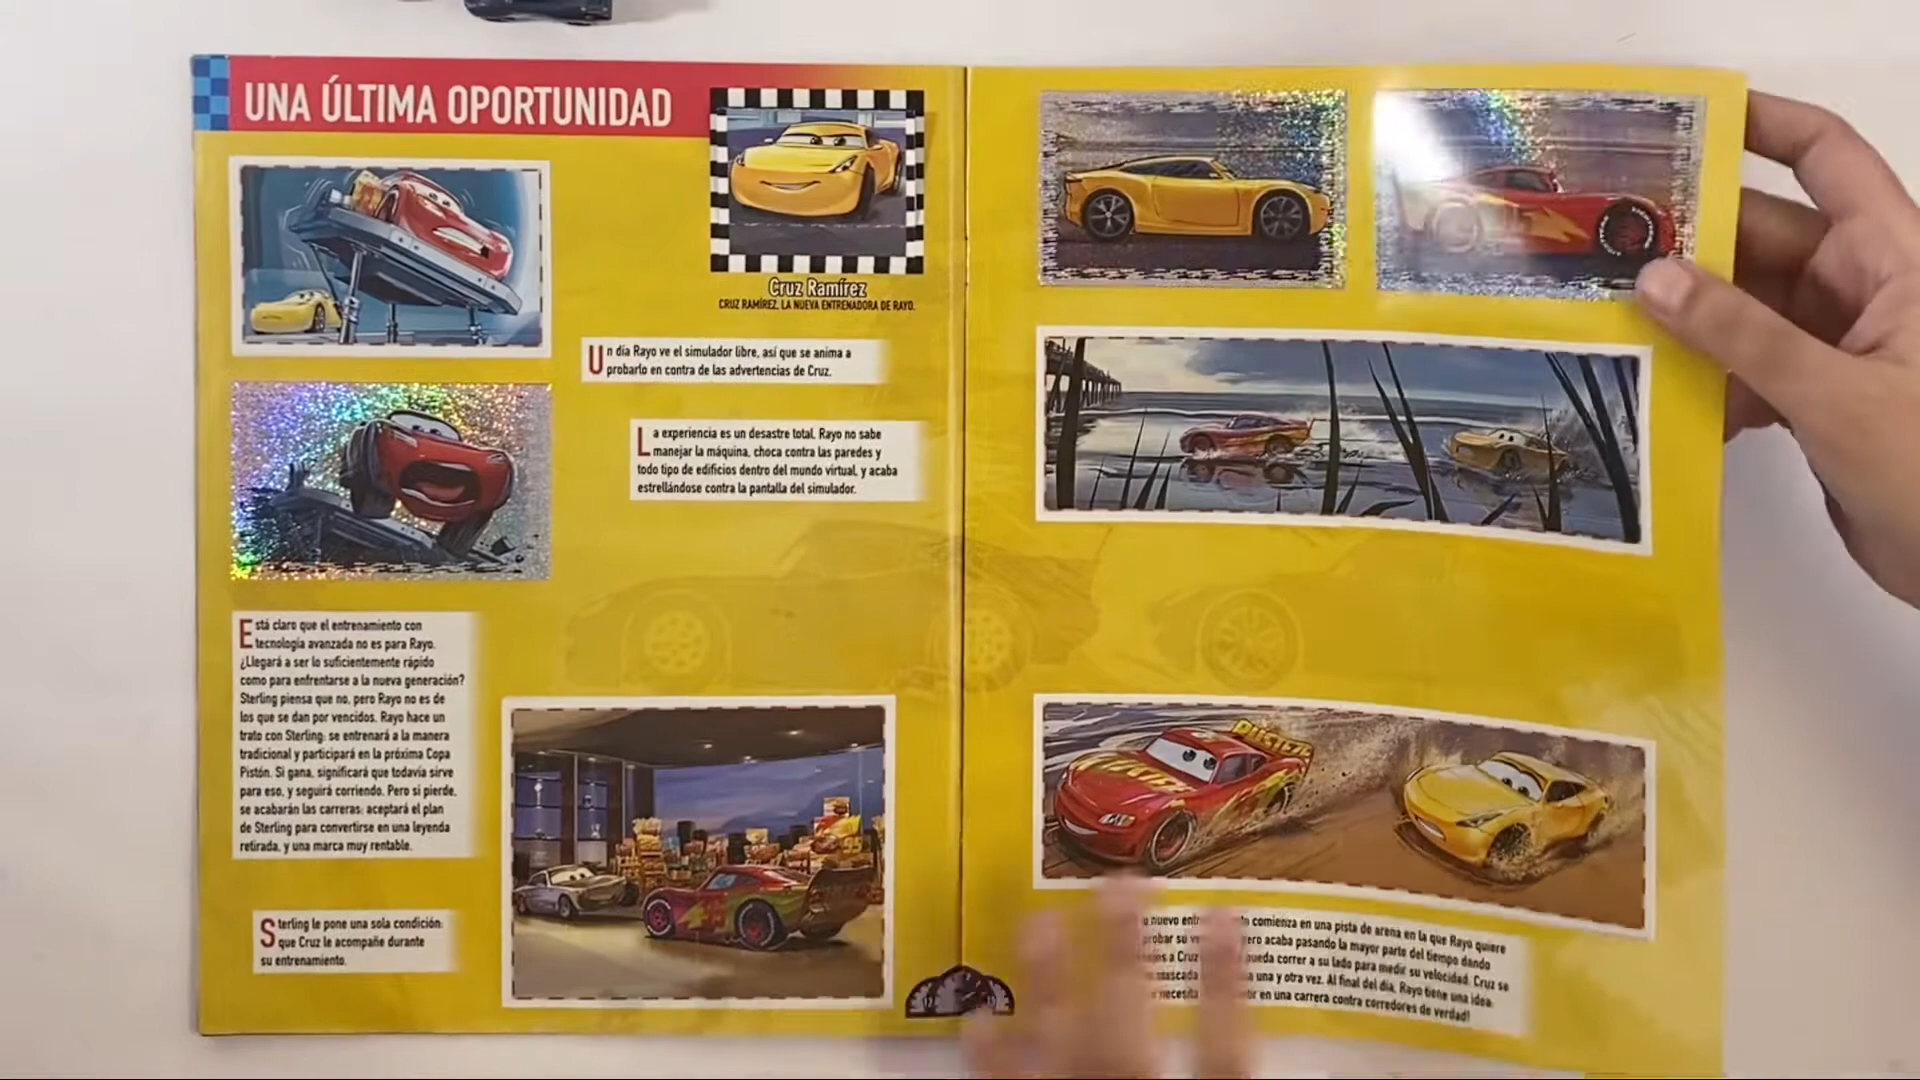 UNA ÚLTIMA OPORTUNIDAD
Cruz Ramírez
CRUZ RAMÍREZ, LA NUEVA ENTRENADORA DE RAYO.
Un día Rayo ve el simulador libre, así que se anima a
probarlo en contra de las advertencias de Cruz.
La experiencia es un desastre total, Rayo no sabe
manejar la máquina, choca contra las paredes y
todo tipo de edificios dentro del mundo virtual, y acaba
estrellándose contra la pantalla del simulador.
Está claro que el entrenamiento con
tecnología avanzada no es para Rayo.
¿Llegará a ser lo suficientemente rápido
como para enfrentarse a la nueva generación?
Sterling piensa que no, pero Rayo no es de
los que se dan por vencidos. Rayo hace un
trato con Sterling: se entrenará a la manera
tradicional y participará en la próxima Copa
Pistón. Si gana, significará que todavía sirve
para eso, y seguirá corriendo. Pero si pierde,
se acabarán las carreras: aceptará el plan
de Sterling para convertirse en una leyenda
retirada, y una marca muy rentable.
Sterling le pone una sola condición:
que Cruz le acompañe durante
su entrenamiento.
95
nuevo comienza en una pista de arena en la que Rayo quiere
probar su pero acaba pasando la mayor parte del tiempo dando
a Cruz pueda correr a su lado para medir su velocidad. Cruz se
una y otra vez. Al final del día, Rayo tiene una idea:
necesita en una carrera contra corredores de verdad!